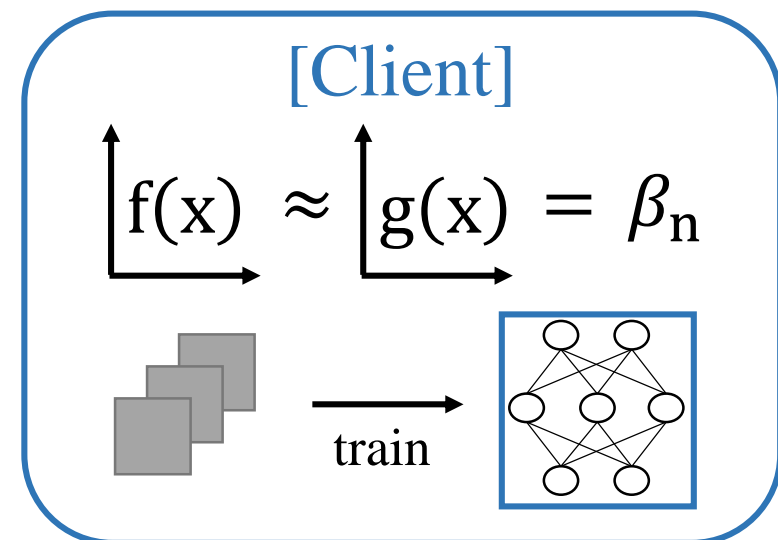 [Client]
f(x) ≈ g(x) = βn
train